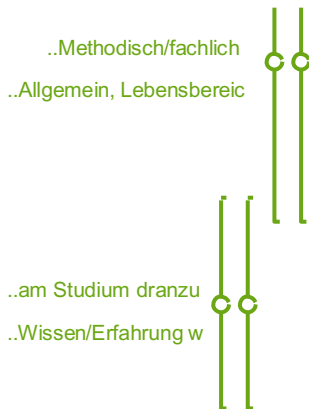 ..Methodisch/fachlich
..Allgemein, Lebensbereic
..am Studium dranzu
..Wissen/Erfahrung w